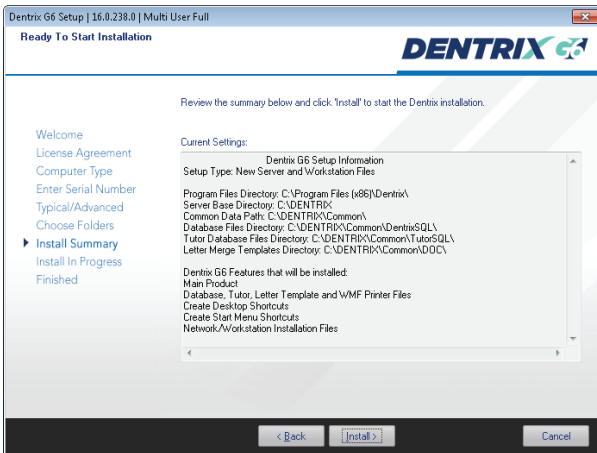 Dentrix G6 Setup | 16.0.238.0 | Multi User Full
Ready To Start Installation
DENTRIX G6
Review the summary below and click 'Install' to start the Dentrix installation.
Welcome
License Agreement
Computer Type
Enter Serial Number
Typical/Advanced
Choose Folders
Install Summary
Install In Progress
Finished
Current Settings:
Dentrix G6 Setup Information
Setup Type: New Server and Workstation Files
Program Files Directory: C:\Program Files (x86)\Dentrix\
Server Base Directory: C:\DENTRIX
Common Data Path: C:\DENTRIX\Common\
Database Files Directory: C:\DENTRIX\Common\DentrixSQL\
Tutor Database Files Directory: C:\DENTRIX\Common\TutorSQL\
Letter Merge Templates Directory: C:\DENTRIX\Common\DOC\
Dentrix G6 Features that will be installed:
Main Product
Database, Tutor, Letter Template and WMF Printer Files
Create Desktop Shortcuts
Create Start Menu Shortcuts
Network/Workstation Installation Files
< Back
Install >
Cancel